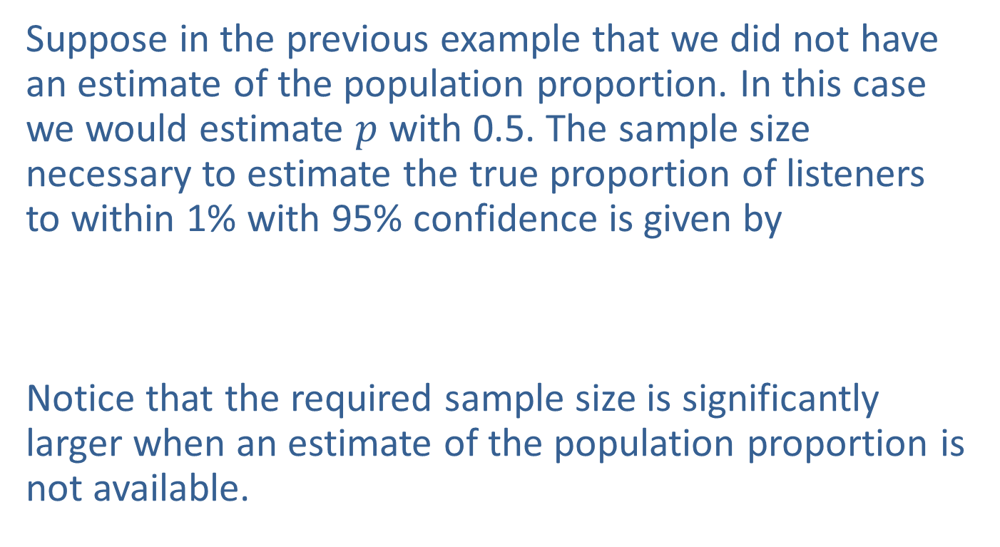 Suppose in the previous example that we did not have
an estimate of the population proportion. In this case
we would estimate p with 0.5. The sample size
necessary to estimate the true proportion of listeners
to within 1% with 95% confidence is given by
Notice that the required sample size is significantly
larger when an estimate of the population proportion is
not available.